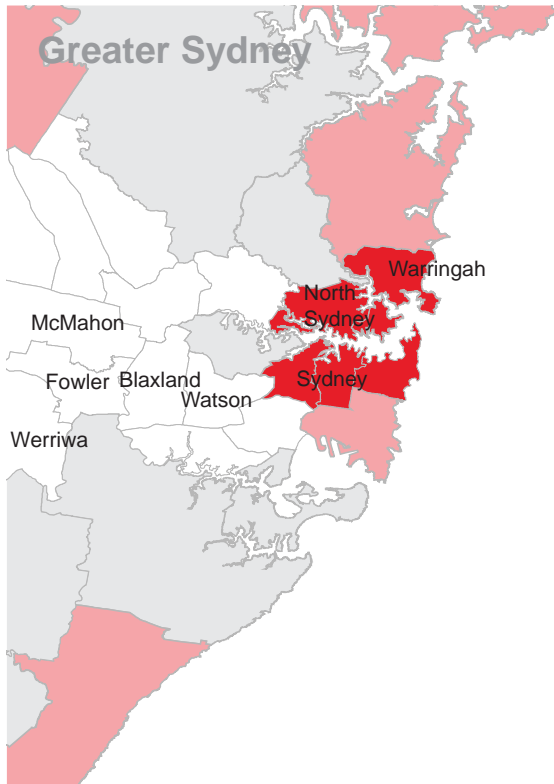 Greater Sydney
Warringah
North
Sydney
McMahon
Fowler
Blaxland
Sydney
Watson
Werriwa